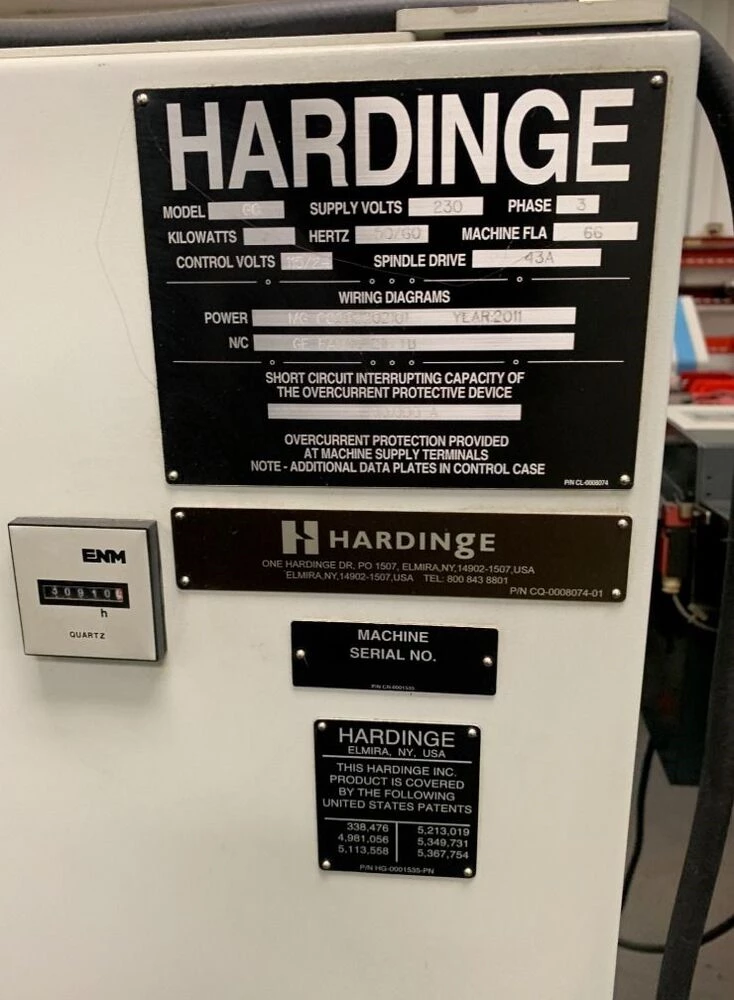 HARDINGE
MODEL SUPPLY VOLTS 230 PHASE 3
KILOWATTS HERTZ 50/60 MACHINE FLA 66
CONTROL VOLTS 115/24 SPINDLE DRIVE 43A
WIRING DIAGRAMS
POWER YEAR:2011
N/C
SHORT CIRCUIT INTERRUPTING CAPACITY OF
THE OVERCURRENT PROTECTIVE DEVICE
OVERCURRENT PROTECTION PROVIDED
AT MACHINE SUPPLY TERMINALS
NOTE - ADDITIONAL DATA PLATES IN CONTROL CASE
P/N CL-0008074
HARDINGE
ONE HARDINGE DR, PO 1507, ELMIRA,NY,14902-1507,USA
ELMIRA,NY,14902-1507,USA TEL: 800 843 8801
P/N CQ-0008074-01
ENM
h
QUARTZ
MACHINE
SERIAL NO.
P/N CN-0001535
HARDINGE
ELMIRA, NY, USA
THIS HARDINGE INC.
PRODUCT IS COVERED
BY THE FOLLOWING
UNITED STATES PATENTS
338,476 5,213,019
4,981,056 5,349,731
5,113,558 5,367,754
P/N HG-0001535-PN